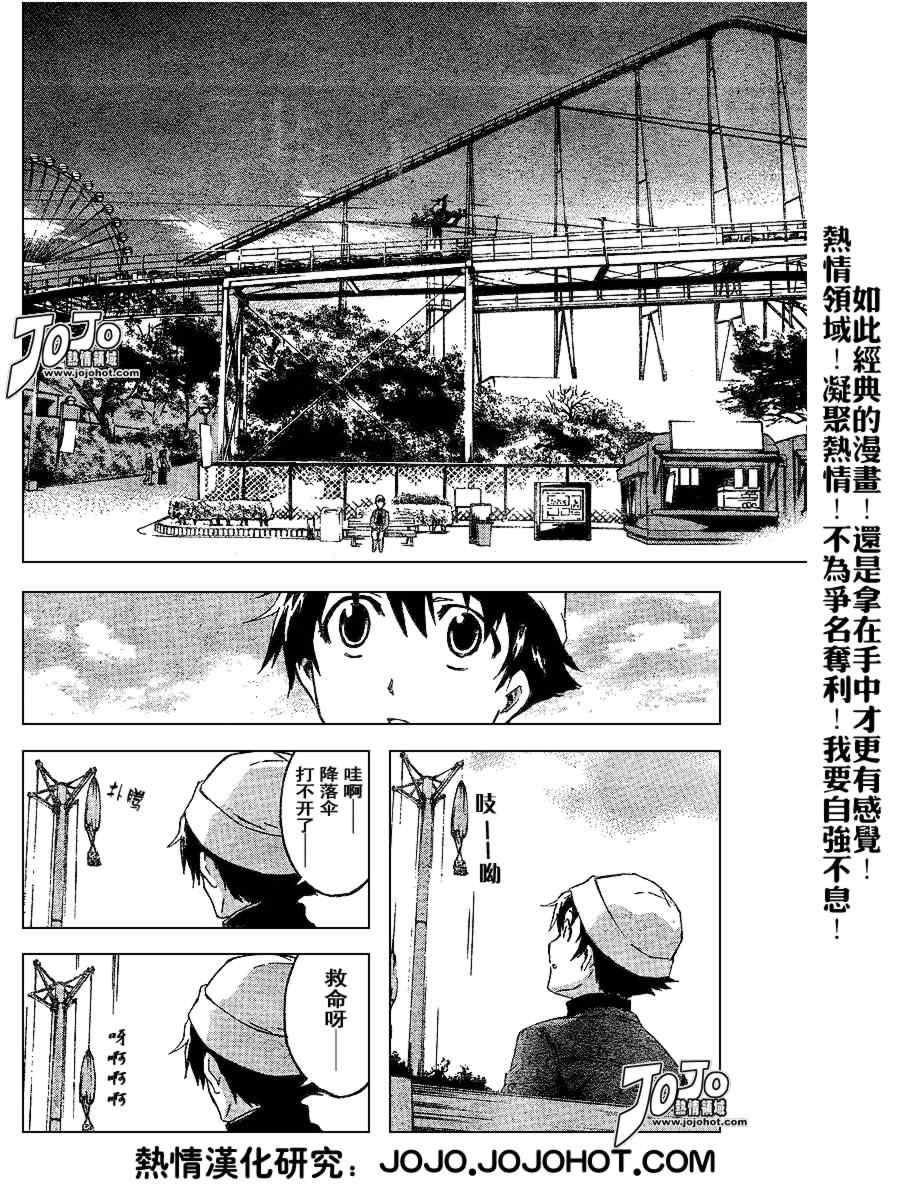 如此經典的漫畫！還是拿在手中才更有感覺！
熱情領域！凝聚熱情！不為爭名奪利！我要自強不息！
JOJO
熱情領域
www.jojohot.com
吱——呦
哇啊——
降落伞
打不开了——
扑腾
救命呀——
呀啊啊啊
JOJO
熱情領域
www.jojohot.com
熱情漢化研究：JOJO.JOJOHOT.COM